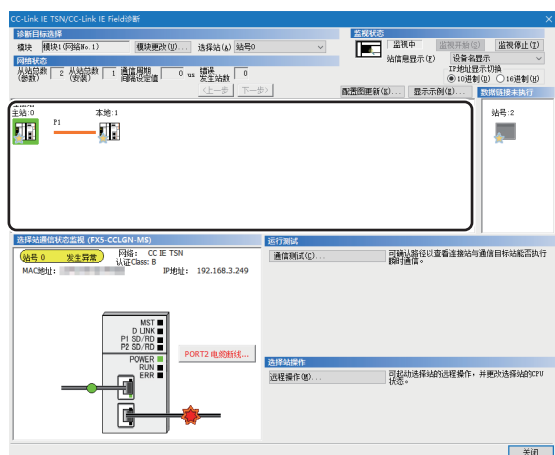 CC-Link IE TSN/CC-Link IE Field诊断
诊断目标选择
模块 模块1(网络No. 1) 模块更改(U)... 选择站(A) 站号0
监视状态
监视中 监视开始(S) 监视停止(T)
站信息显示(F) 设备名显示
IP地址显示切换
10进制(D) 16进制(H)
网络状态
从站总数(参数) 2 从站总数(安装) 1 通信周期间隔设定值 0 us 错误发生站数 0
<上一步 下一步>
配置图更新(K)... 显示示例(E)... 数据链接未执行
主站:0 本地:1
P1
站号:2
选择站通信状态监视 (FX5-CCLGN-MS)
站号 0 发生异常
网络: CC IE TSN
认证Class: B
MAC地址:
IP地址: 192.168.3.249
MST
D LINK
P1 SD/RD
P2 SD/RD
POWER
RUN
ERR
PORT2 电缆断线...
运行测试
通信测试(C)...
可确认路径以查看连接站与通信目标站能否执行
瞬时通信。
选择站操作
远程操作(M)...
可起动选择站的远程操作，并更改选择站的CPU
状态。
关闭